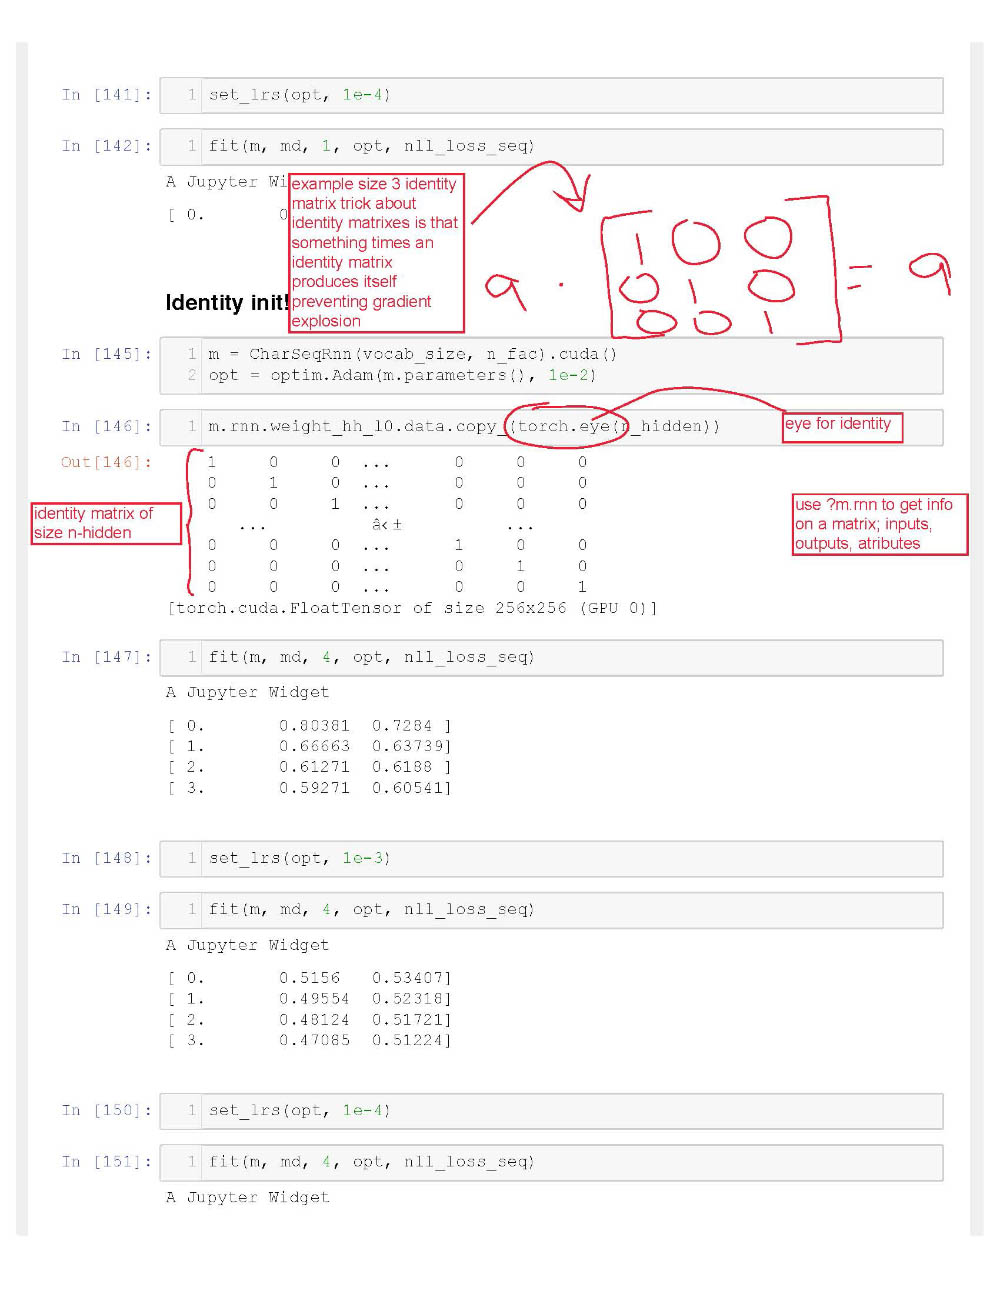 In [141]: 1 set_lrs(opt, 1e-4)
In [142]: 1 fit(m, md, 1, opt, nll_loss_seq)
A Jupyter Wi
[ 0. 0
example size 3 identity
matrix trick about
identity matrixes is that
something times an
identity matrix
produces itself
preventing gradient
explosion
1 0 0
a · 0 1 0 = a
0 0 1
Identity init!
In [145]: 1 m = CharSeqRnn(vocab_size, n_fac).cuda()
2 opt = optim.Adam(m.parameters(), 1e-2)
In [146]: 1 m.rnn.weight_hh_l0.data.copy_(torch.eye(n_hidden))
eye for identity
Out[146]:
1 0 0 ... 0 0 0
0 1 0 ... 0 0 0
0 0 1 ... 0 0 0
... â‹± ...
0 0 0 ... 1 0 0
0 0 0 ... 0 1 0
0 0 0 ... 0 0 1
[torch.cuda.FloatTensor of size 256x256 (GPU 0)]
identity matrix of
size n-hidden
use ?m.rnn to get info
on a matrix; inputs,
outputs, atributes
In [147]: 1 fit(m, md, 4, opt, nll_loss_seq)
A Jupyter Widget
[ 0. 0.80381 0.7284 ]
[ 1. 0.66663 0.63739]
[ 2. 0.61271 0.6188 ]
[ 3. 0.59271 0.60541]
In [148]: 1 set_lrs(opt, 1e-3)
In [149]: 1 fit(m, md, 4, opt, nll_loss_seq)
A Jupyter Widget
[ 0. 0.5156 0.53407]
[ 1. 0.49554 0.52318]
[ 2. 0.48124 0.51721]
[ 3. 0.47085 0.51224]
In [150]: 1 set_lrs(opt, 1e-4)
In [151]: 1 fit(m, md, 4, opt, nll_loss_seq)
A Jupyter Widget